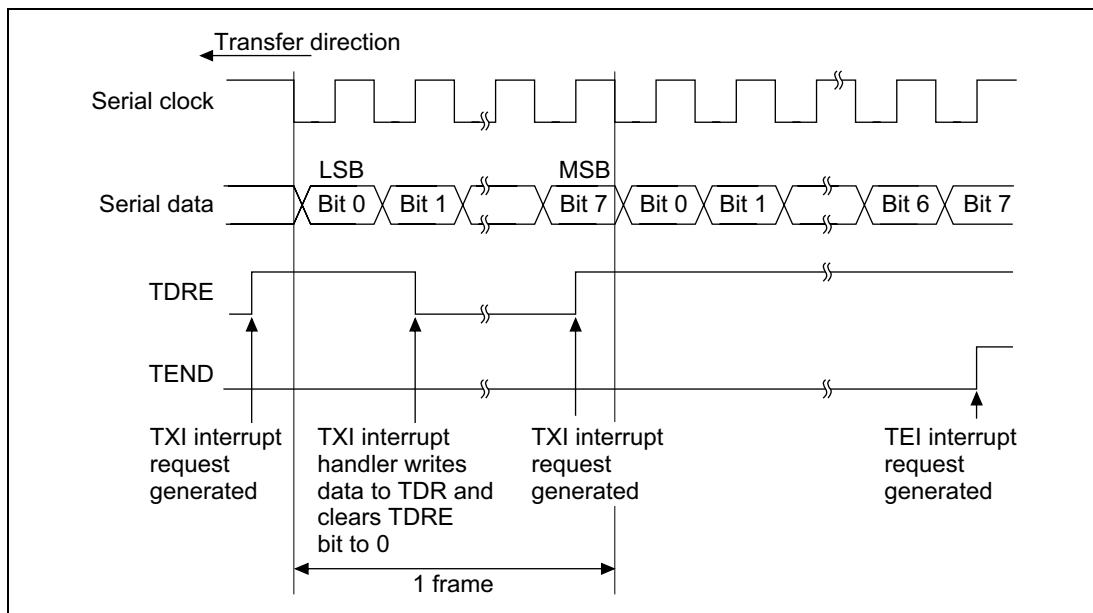 Transfer direction
Serial clock
LSB
MSB
Serial data
Bit 0
Bit 1
Bit 7
Bit 0
Bit 1
Bit 6
Bit 7
TDRE
TEND
TXI interrupt
request
generated
TXI interrupt
handler writes
data to TDR and
clears TDRE
bit to 0
TXI interrupt
request
generated
TEI interrupt
request
generated
1 frame